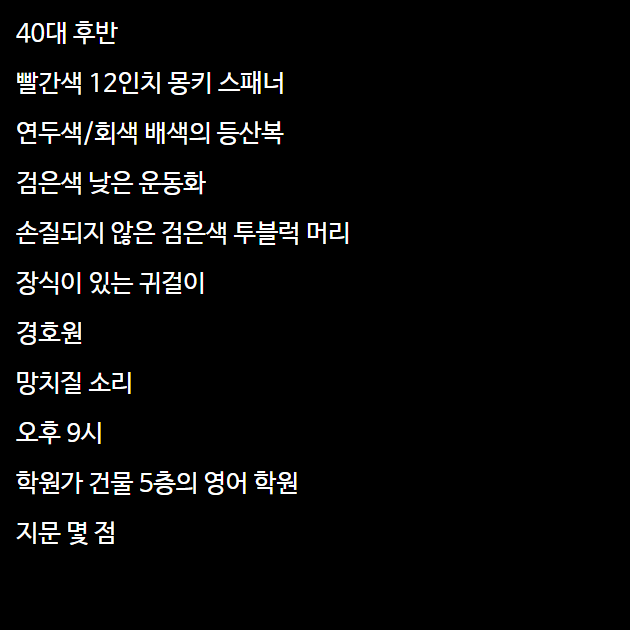 40대 후반
빨간색 12인치 몽키 스패너
연두색/회색 배색의 등산복
검은색 낮은 운동화
손질되지 않은 검은색 투블럭 머리
장식이 있는 귀걸이
경호원
망치질 소리
오후 9시
학원가 건물 5층의 영어 학원
지문 몇 점